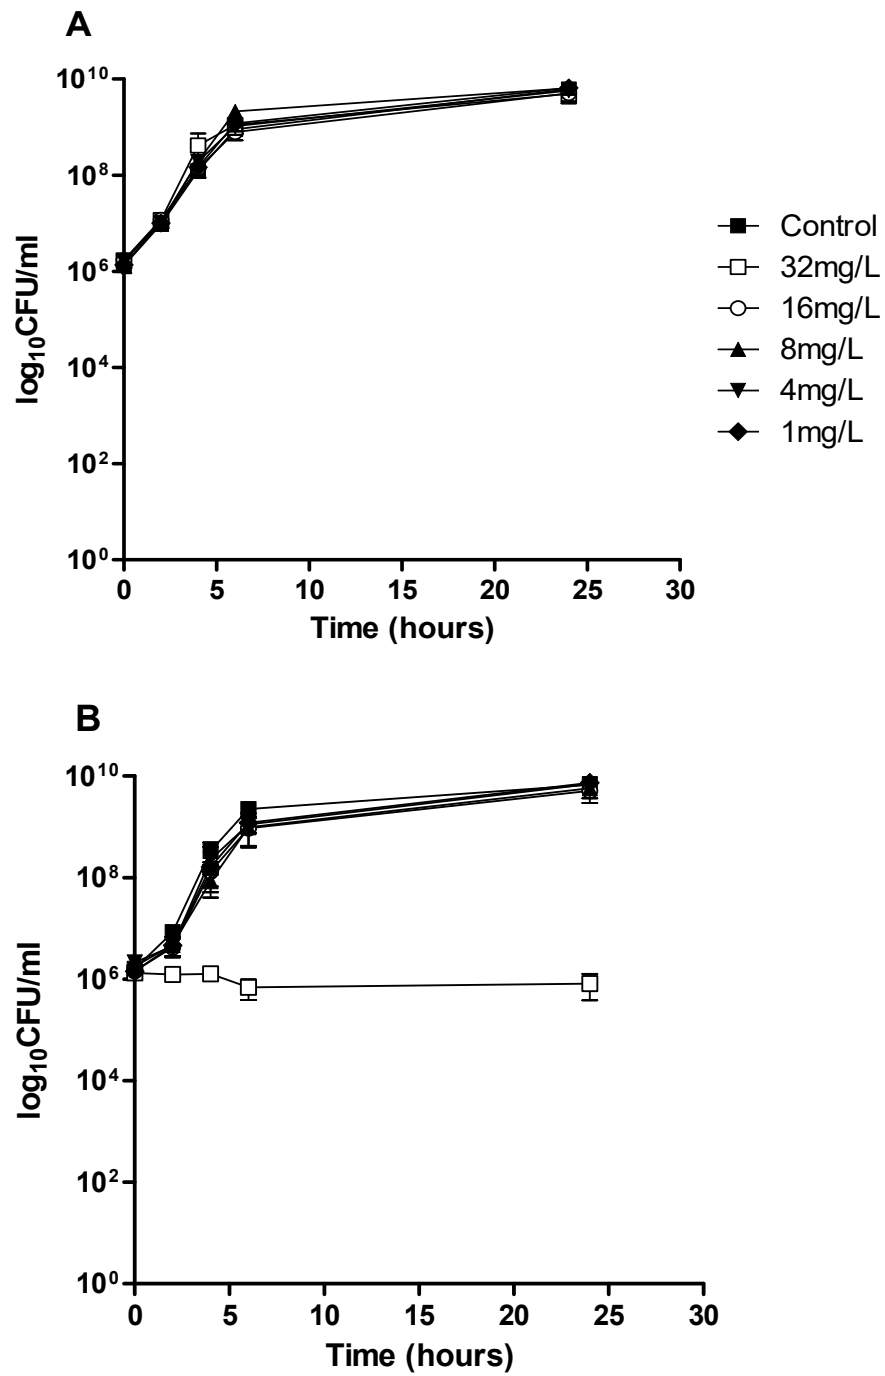 A
10¹⁰
10⁸
10⁶
10⁴
10²
10⁰
log₁₀CFU/ml
0 5 10 15 20 25 30
Time (hours)
Control
32mg/L
16mg/L
8mg/L
4mg/L
1mg/L
B
10¹⁰
10⁸
10⁶
10⁴
10²
10⁰
log₁₀CFU/ml
0 5 10 15 20 25 30
Time (hours)